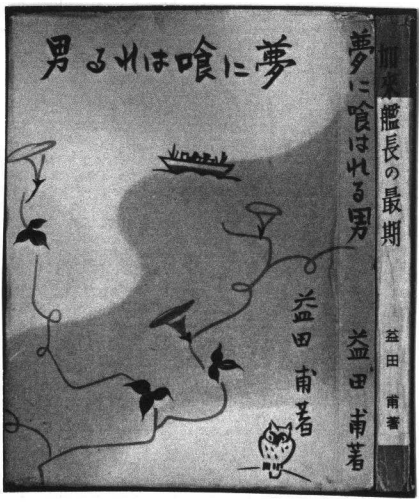 男るれは喰に夢
益田 甫著
夢に喰はれる男
益田 甫著
加来艦長の最期
益田 甫著